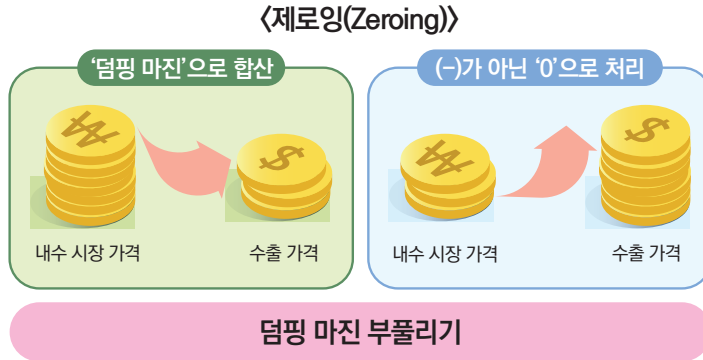 〈제로잉(Zeroing)〉
‘덤핑 마진’으로 합산
(−)가 아닌 ‘0’으로 처리
₩
$
₩
$
내수 시장 가격
수출 가격
내수 시장 가격
수출 가격
덤핑 마진 부풀리기